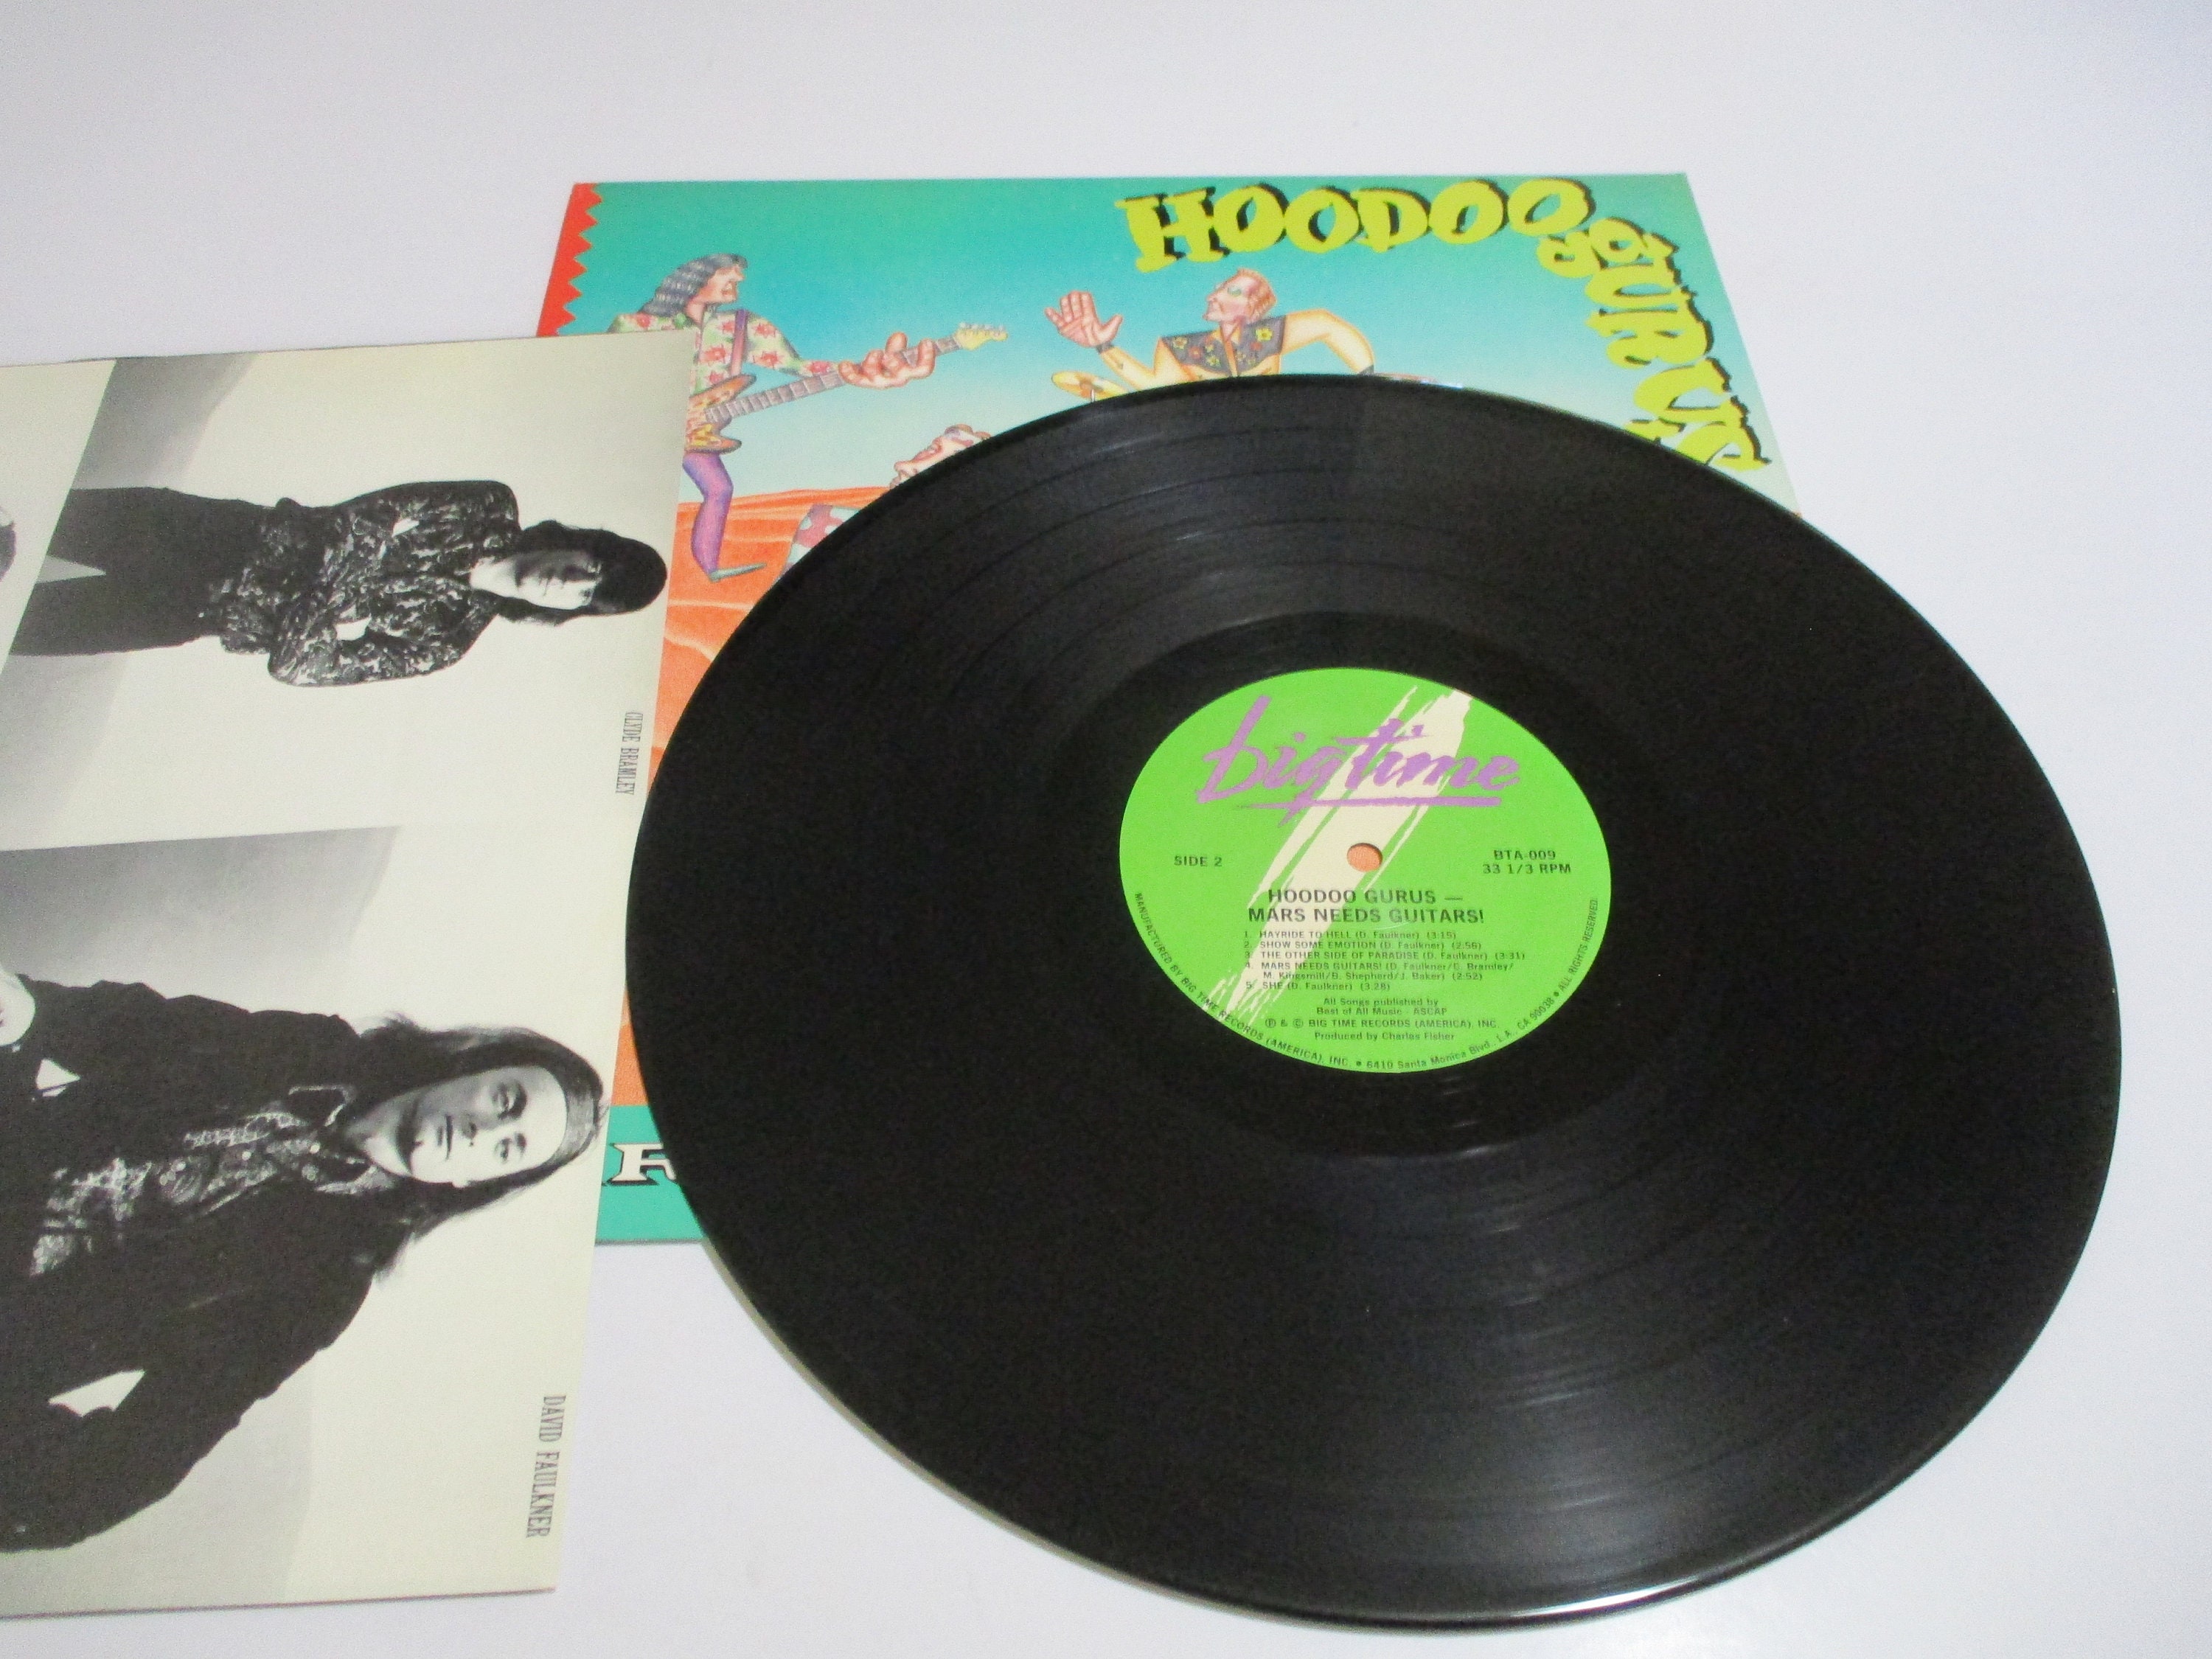 HOODOO GURUS
CLYDE BRAMLEY
DAVID FAULKNER
R
big time
SIDE 2
BTA-009
33 1/3 RPM
HOODOO GURUS —
MARS NEEDS GUITARS!
1. HAYRIDE TO HELL (D. Faulkner) (3:15)
2. SHOW SOME EMOTION (D. Faulkner) (2:56)
3. THE OTHER SIDE OF PARADISE (D. Faulkner) (3:31)
4. MARS NEEDS GUITARS! (D. Faulkner/C. Bramley/
M. Kingsmill/B. Shepherd/J. Baker) (2:52)
5. SHE (D. Faulkner) (3:28)
All Songs published by
Best of All Music - ASCAP
℗ & © BIG TIME RECORDS (AMERICA), INC.
Produced by Charles Fisher
MANUFACTURED BY BIG TIME RECORDS (AMERICA), INC. • 6410 Santa Monica Blvd., L.A., CA 90038 • ALL RIGHTS RESERVED.